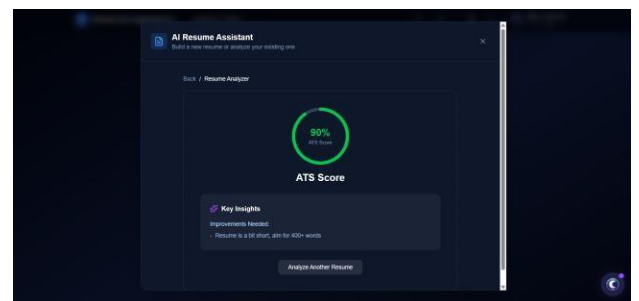 AI Resume Assistant
Build a new resume or analyze your existing one
Back / Resume Analyzer
90%
ATS Score
ATS Score
Key Insights
Improvements Needed:
- Resume is a bit short, aim for 400+ words
Analyze Another Resume